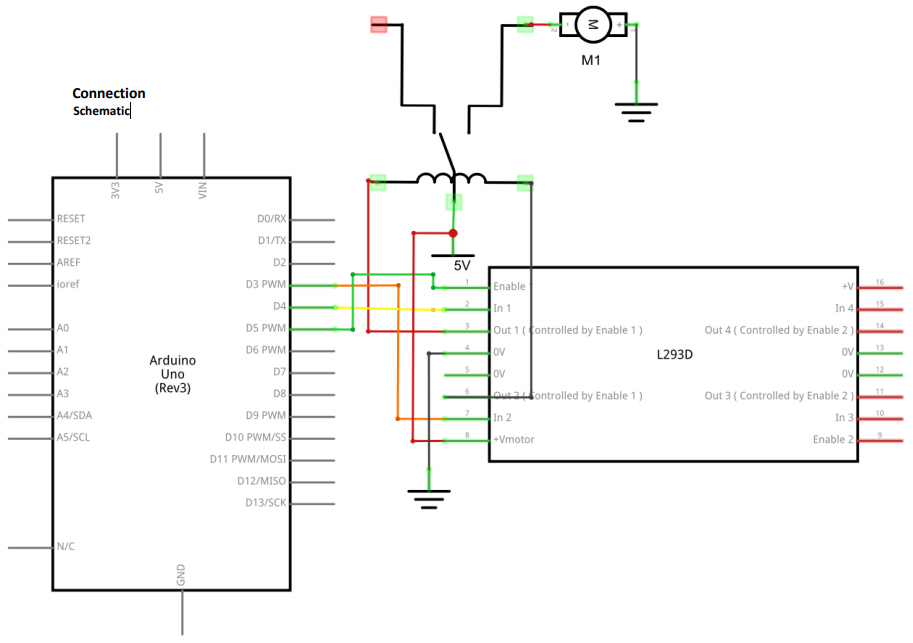 M
-
+
2
1
M1
Connection
Schematic
3V3
5V
VIN
RESET
RESET2
AREF
ioref
A0
A1
A2
A3
A4/SDA
A5/SCL
N/C
Arduino
Uno
(Rev3)
D0/RX
D1/TX
D2
D3 PWM
D4
D5 PWM
D6 PWM
D7
D8
D9 PWM
D10 PWM/SS
D11 PWM/MOSI
D12/MISO
D13/SCK
GND
5V
1 Enable 1
2 In 1
3 Out 1 ( Controlled by Enable 1 )
4 0V
5 0V
6 Out 2 ( Controlled by Enable 1 )
7 In 2
8 +Vmotor
L293D
+V 16
In 4 15
Out 4 ( Controlled by Enable 2 ) 14
0V 13
0V 12
Out 3 ( Controlled by Enable 2 ) 11
In 3 10
Enable 2 9